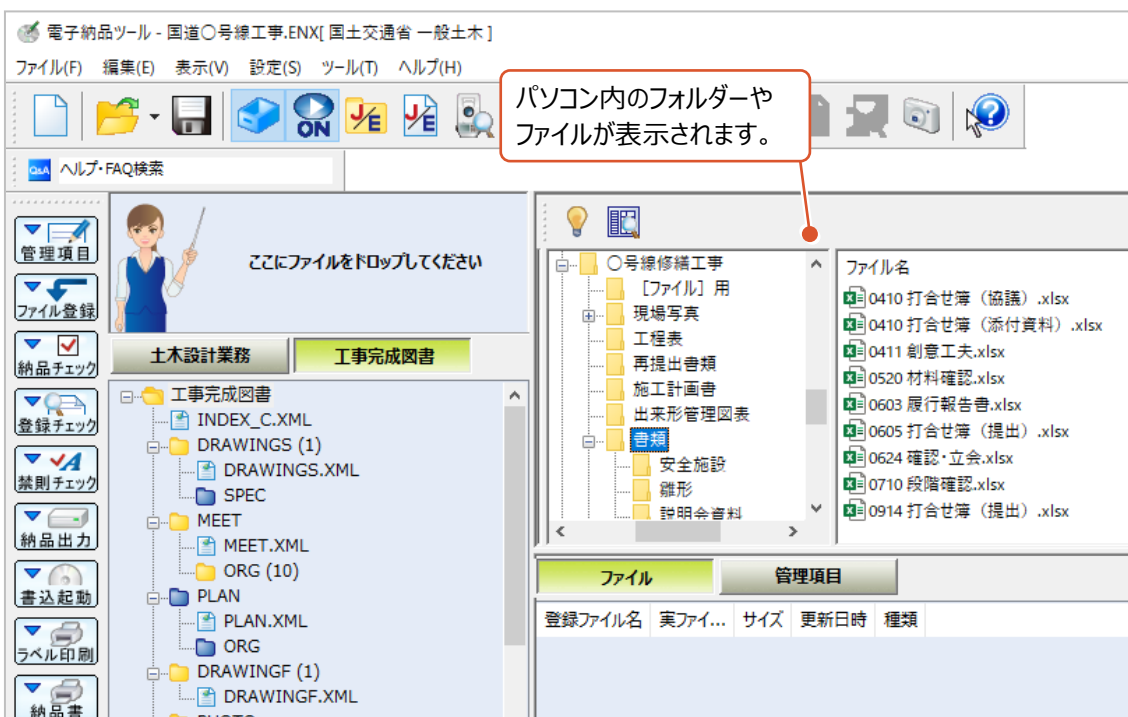 電子納品ツール - 国道〇号線工事.ENX[ 国土交通省 一般土木 ]
ファイル(F) 編集(E) 表示(V) 設定(S) ツール(T) ヘルプ(H)
ON
J/E
J/E
パソコン内のフォルダーや
ファイルが表示されます。
Q&A ヘルプ・FAQ検索
管理項目
ファイル登録
納品チェック
登録チェック
禁則チェック
納品出力
書込起動
ラベル印刷
納品書
ここにファイルをドロップしてください
土木設計業務 工事完成図書
工事完成図書
INDEX_C.XML
DRAWINGS (1)
DRAWINGS.XML
SPEC
MEET
MEET.XML
ORG (10)
PLAN
PLAN.XML
ORG
DRAWINGF (1)
DRAWINGF.XML
〇号線修繕工事
［ファイル］用
現場写真
工程表
再提出書類
施工計画書
出来形管理図表
書類
安全施設
雛形
説明会資料
ファイル名
0410 打合せ簿（協議）.xlsx
0410 打合せ簿（添付資料）.xlsx
0411 創意工夫.xlsx
0520 材料確認.xlsx
0603 履行報告書.xlsx
0605 打合せ簿（提出）.xlsx
0624 確認・立会.xlsx
0710 段階確認.xlsx
0914 打合せ簿（提出）.xlsx
ファイル 管理項目
登録ファイル名 実ファイ... サイズ 更新日時 種類